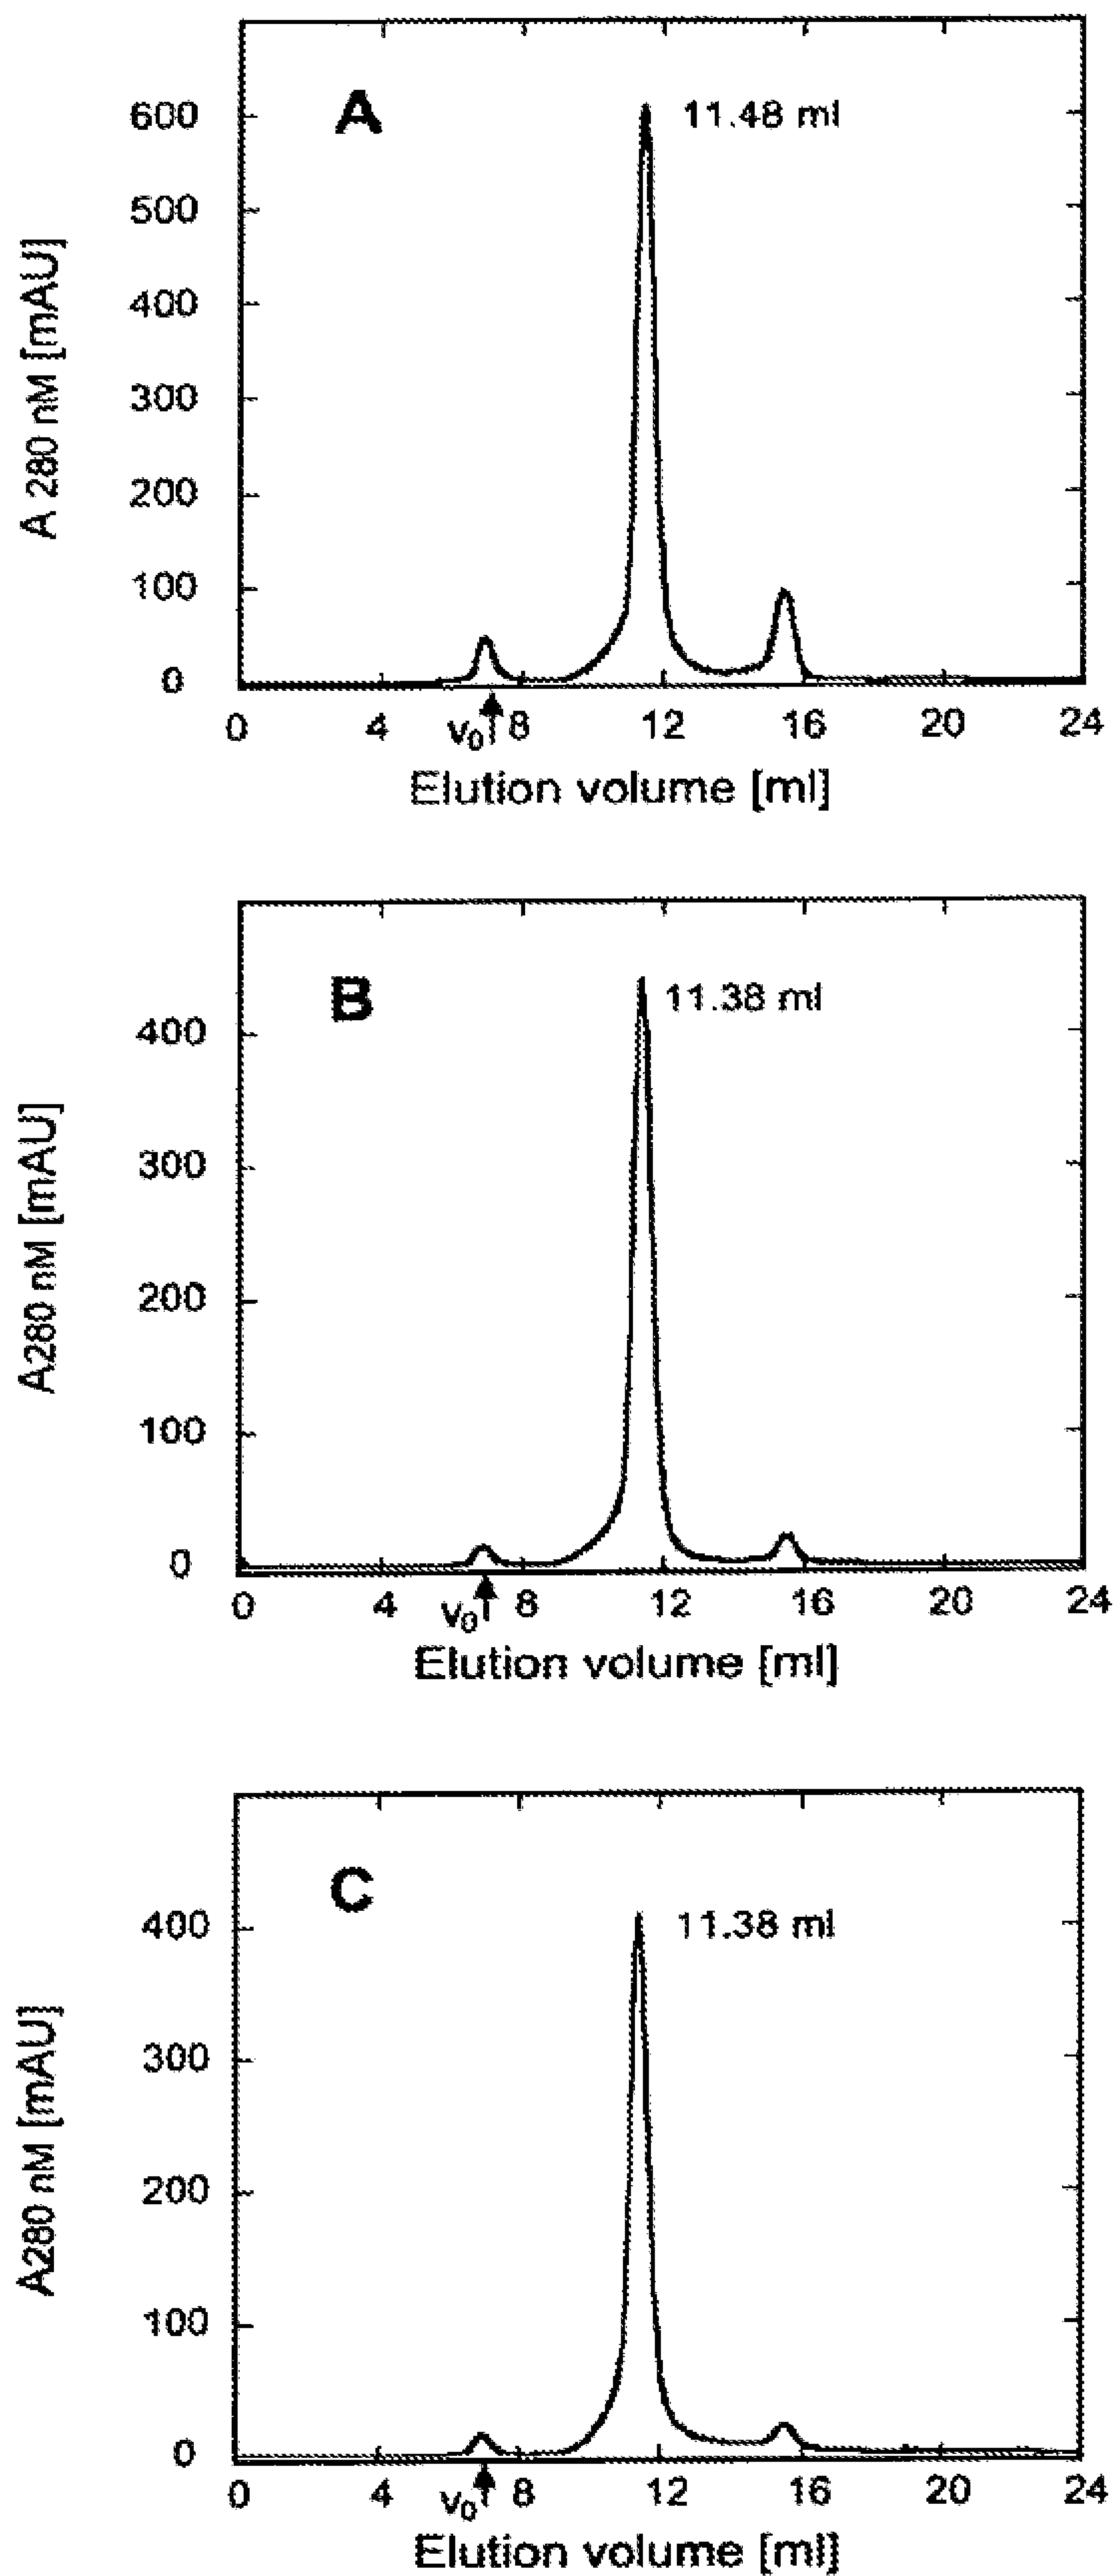 A
11.48 ml
A 280 nM [mAU]
600
500
400
300
200
100
0
0 4 v₀ 8 12 16 20 24
Elution volume [ml]
B
11.38 ml
A280 nM [mAU]
400
300
200
100
0
0 4 v₀ 8 12 16 20 24
Elution volume [ml]
C
11.38 ml
A280 nM [mAU]
400
300
200
100
0
0 4 v₀ 8 12 16 20 24
Elution volume [ml]